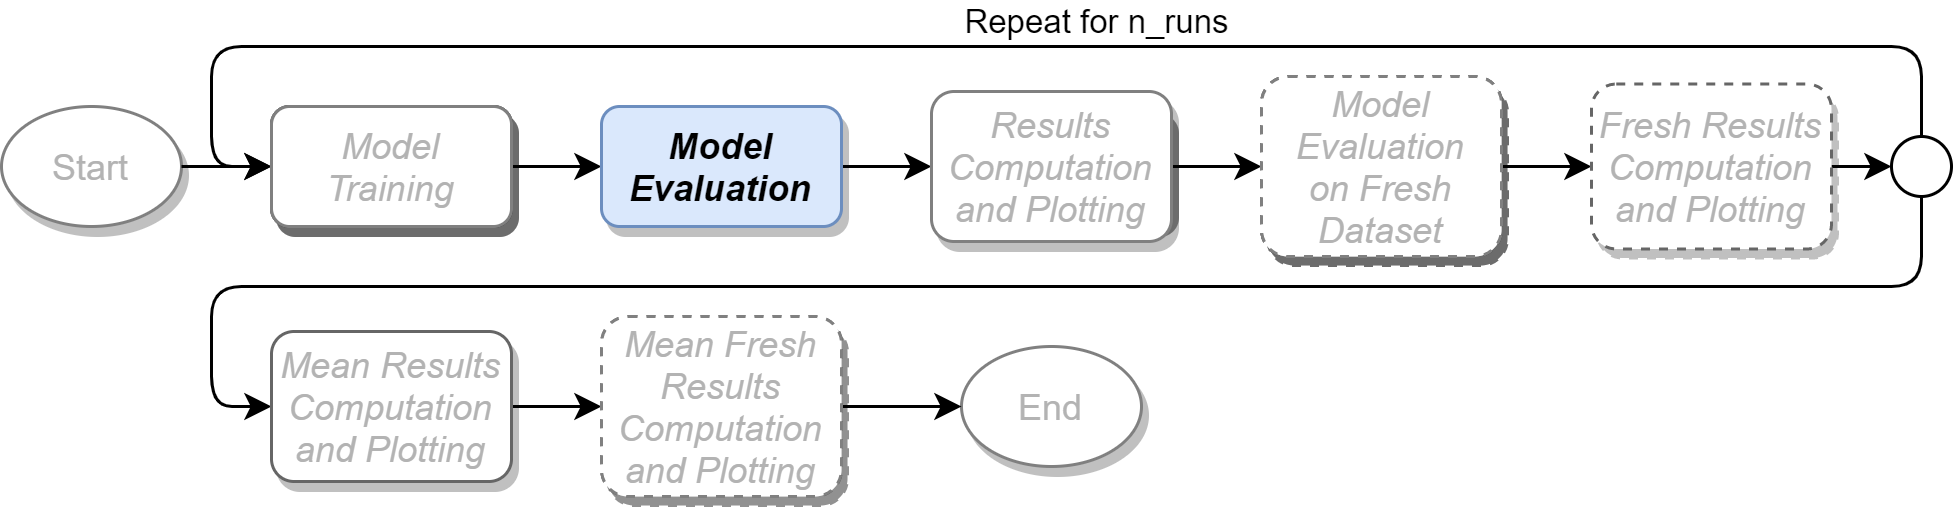 Repeat for n_runs
Start
Model
Training
Model
Evaluation
Results
Computation
and Plotting
Model
Evaluation
on Fresh
Dataset
Fresh Results
Computation
and Plotting
Mean Results
Computation
and Plotting
Mean Fresh
Results
Computation
and Plotting
End